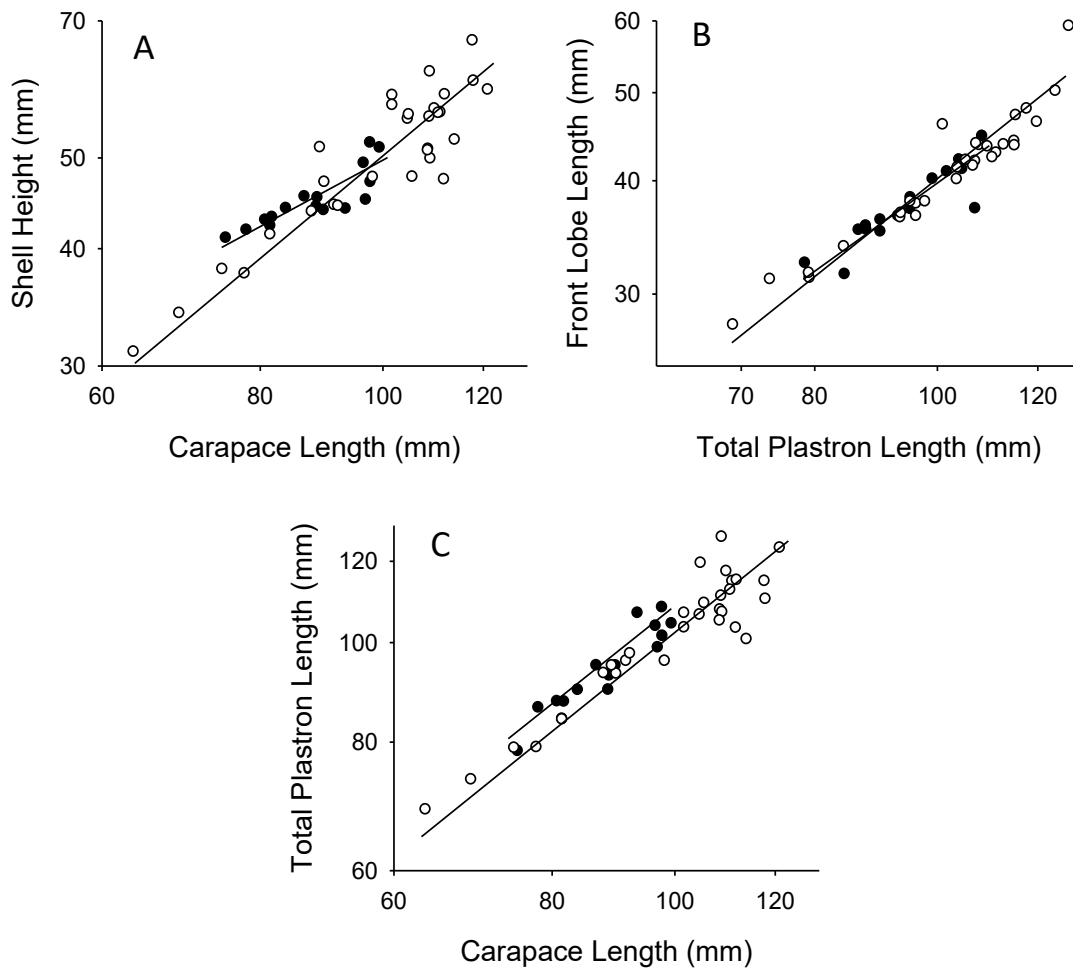 A
70
50
40
30
60
80
100
120
Shell Height (mm)
Carapace Length (mm)
B
60
50
40
30
70
80
100
120
Front Lobe Length (mm)
Total Plastron Length (mm)
C
120
100
80
60
60
80
100
120
Total Plastron Length (mm)
Carapace Length (mm)